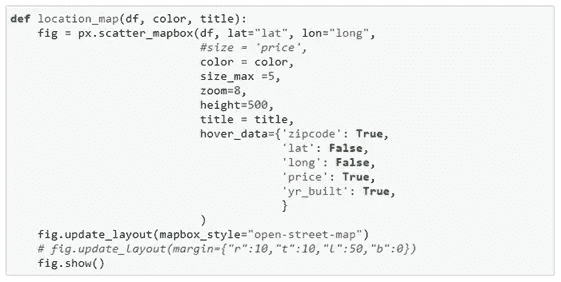 def location_map(df, color, title):
    fig = px.scatter_mapbox(df, lat="lat", lon="long",
                            #size = 'price',
                            color = color,
                            size_max =5,
                            zoom=8,
                            height=500,
                            title = title,
                            hover_data={'zipcode': True,
                                        'lat': False,
                                        'long': False,
                                        'price': True,
                                        'yr_built': True,
                                        }
                            )
    fig.update_layout(mapbox_style="open-street-map")
    # fig.update_layout(margin={"r":10,"t":10,"l":50,"b":0})
    fig.show()